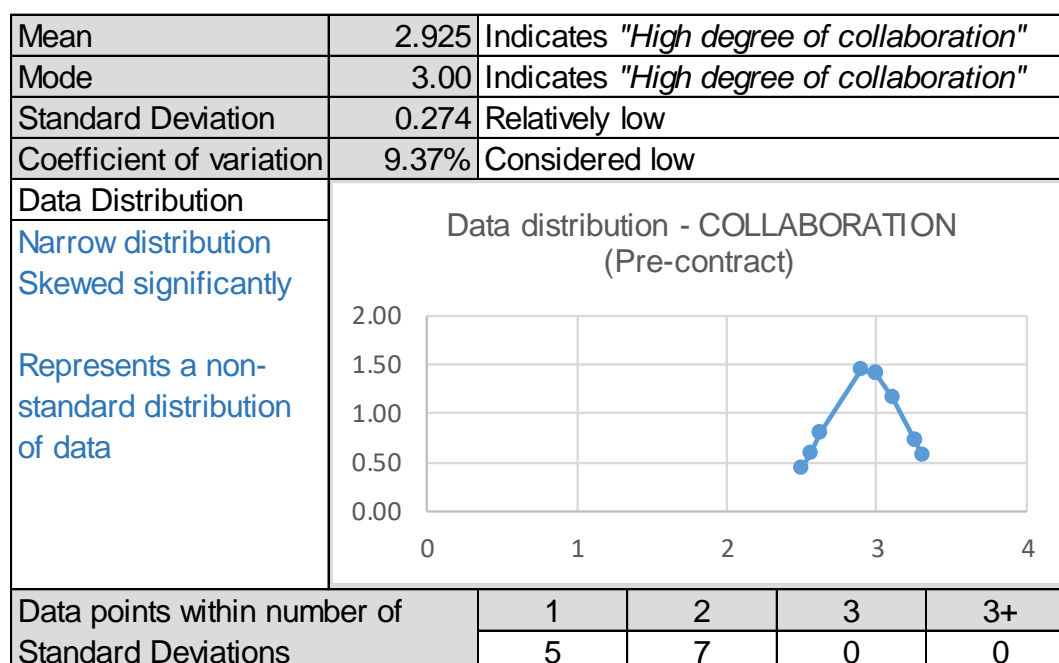 Mean 2.925 Indicates "High degree of collaboration"
Mode 3.00 Indicates "High degree of collaboration"
Standard Deviation 0.274 Relatively low
Coefficient of variation 9.37% Considered low
Data Distribution
Narrow distribution
Skewed significantly
Represents a non-
standard distribution
of data
Data distribution - COLLABORATION
(Pre-contract)
2.00
1.50
1.00
0.50
0.00
0 1 2 3 4
Data points within number of 1 2 3 3+
Standard Deviations 5 7 0 0